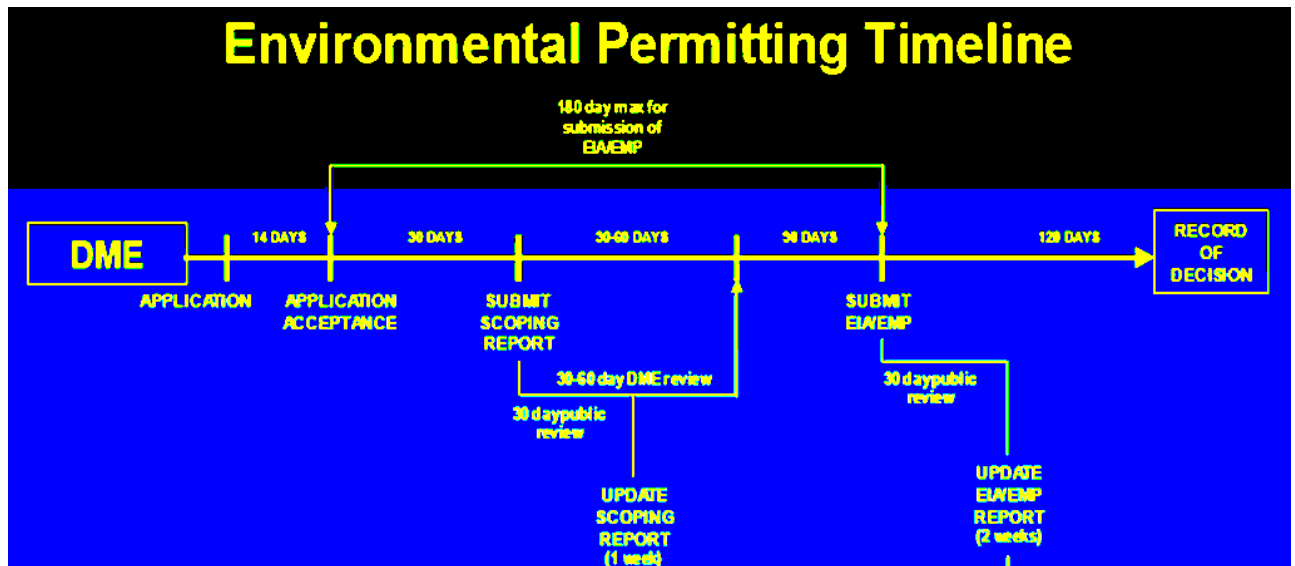 Environmental Permitting Timeline
180 day max for
submission of
EIA/EMP
DME
14 DAYS
30 DAYS
30-60 DAYS
DAYS
120 DAYS
RECORD
OF
DECISION
APPLICATION
APPLICATION
ACCEPTANCE
SUBMIT
SCOPING
REPORT
SUBMIT
EIA/EMP
30-60 day DME review
30 day public
review
30 day public
review
UPDATE
SCOPING
REPORT
(1 week)
UPDATE
EIA/EMP
REPORT
(2 weeks)